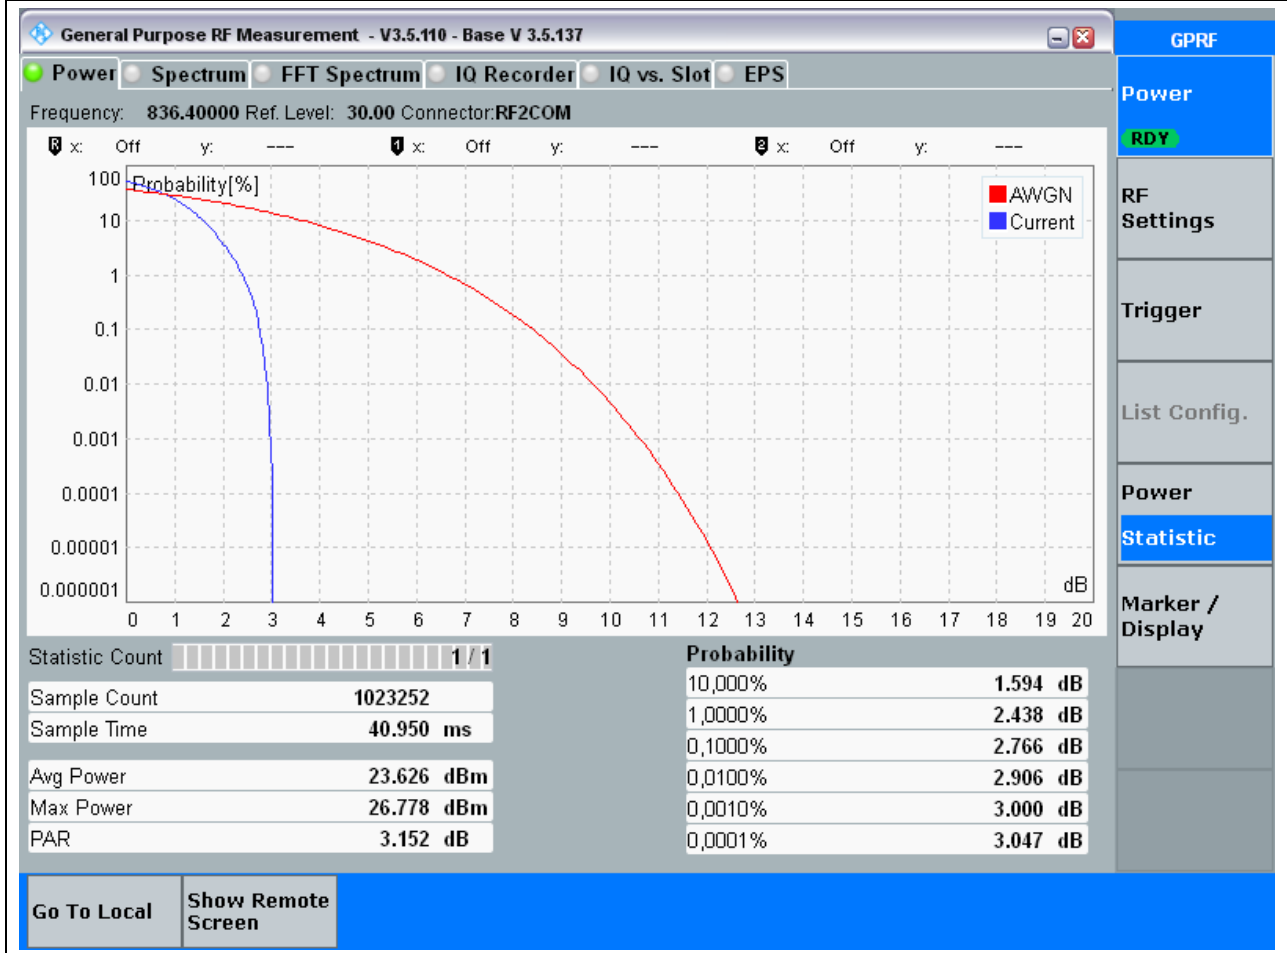 General Purpose RF Measurement - V3.5.110 - Base V 3.5.137
GPRF
Power Spectrum FFT Spectrum IQ Recorder IQ vs. Slot EPS
Power
RDY
Frequency: 836.40000 Ref. Level: 30.00 Connector:RF2COM
R x: Off y: --- 1 x: Off y: --- 2 x: Off y: ---
Probability[%]
AWGN
Current
100
10
1
0.1
0.01
0.001
0.0001
0.00001
0.000001
dB
0 1 2 3 4 5 6 7 8 9 10 11 12 13 14 15 16 17 18 19 20
RF
Settings
Trigger
List Config.
Power
Statistic
Marker /
Display
Statistic Count 1 / 1
Sample Count 1023252
Sample Time 40.950 ms
Avg Power 23.626 dBm
Max Power 26.778 dBm
PAR 3.152 dB
Probability
10,000% 1.594 dB
1,0000% 2.438 dB
0,1000% 2.766 dB
0,0100% 2.906 dB
0,0010% 3.000 dB
0,0001% 3.047 dB
Go To Local
Show Remote
Screen